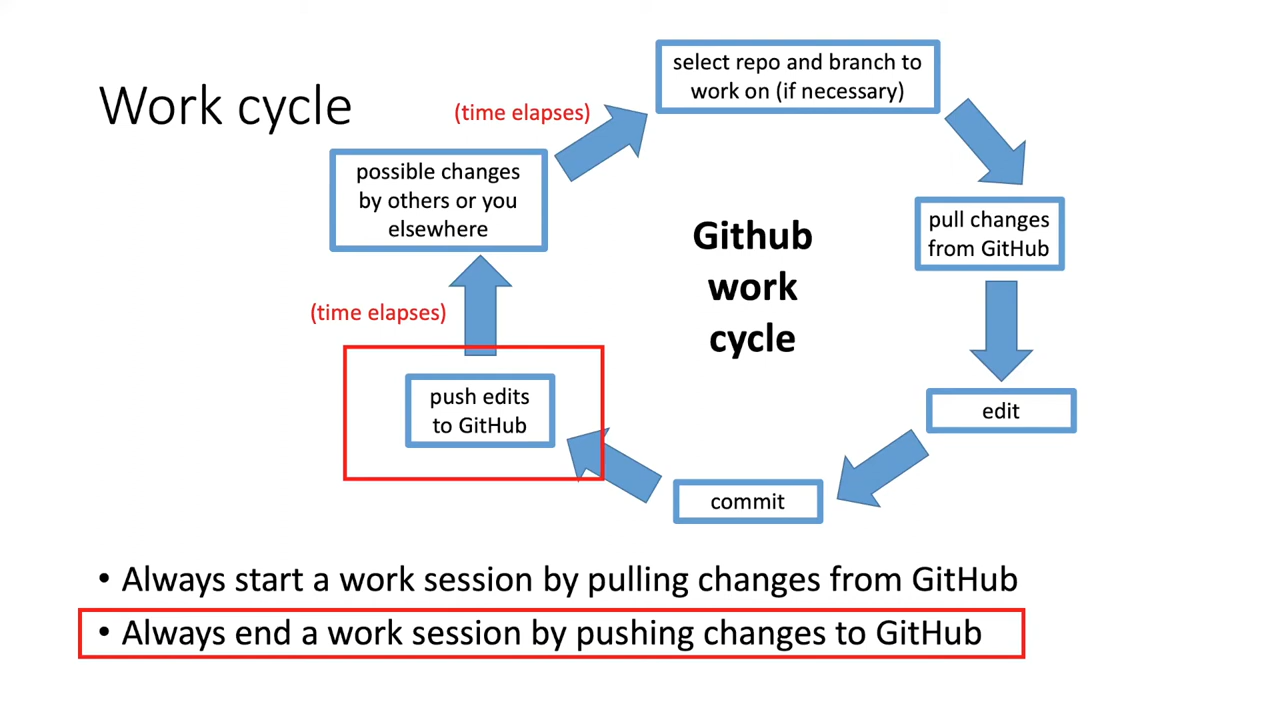 Work cycle
(time elapses)
select repo and branch to
work on (if necessary)
possible changes
by others or you
elsewhere
pull changes
from GitHub
Github
work
cycle
(time elapses)
push edits
to GitHub
edit
commit
• Always start a work session by pulling changes from GitHub
• Always end a work session by pushing changes to GitHub